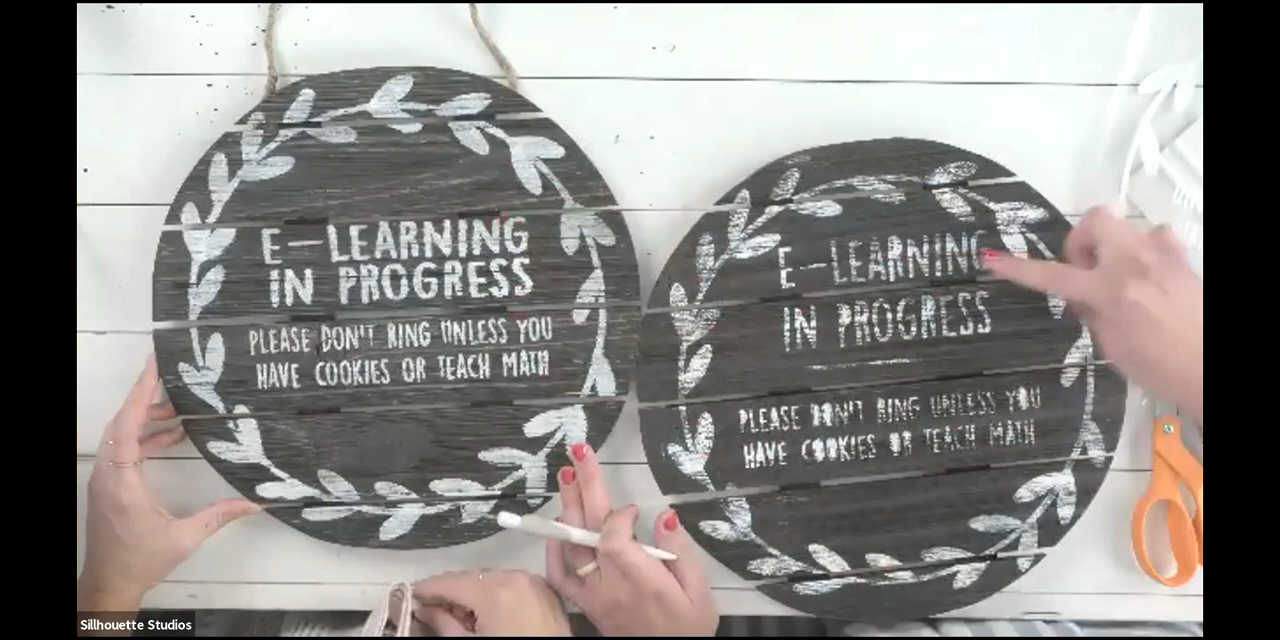 E-LEARNING
IN PROGRESS
PLEASE DON'T RING UNLESS YOU
HAVE COOKIES OR TEACH MATH
E-LEARNING
IN PROGRESS
PLEASE DON'T RING UNLESS YOU
HAVE COOKIES OR TEACH MATH
Sillhouette Studios